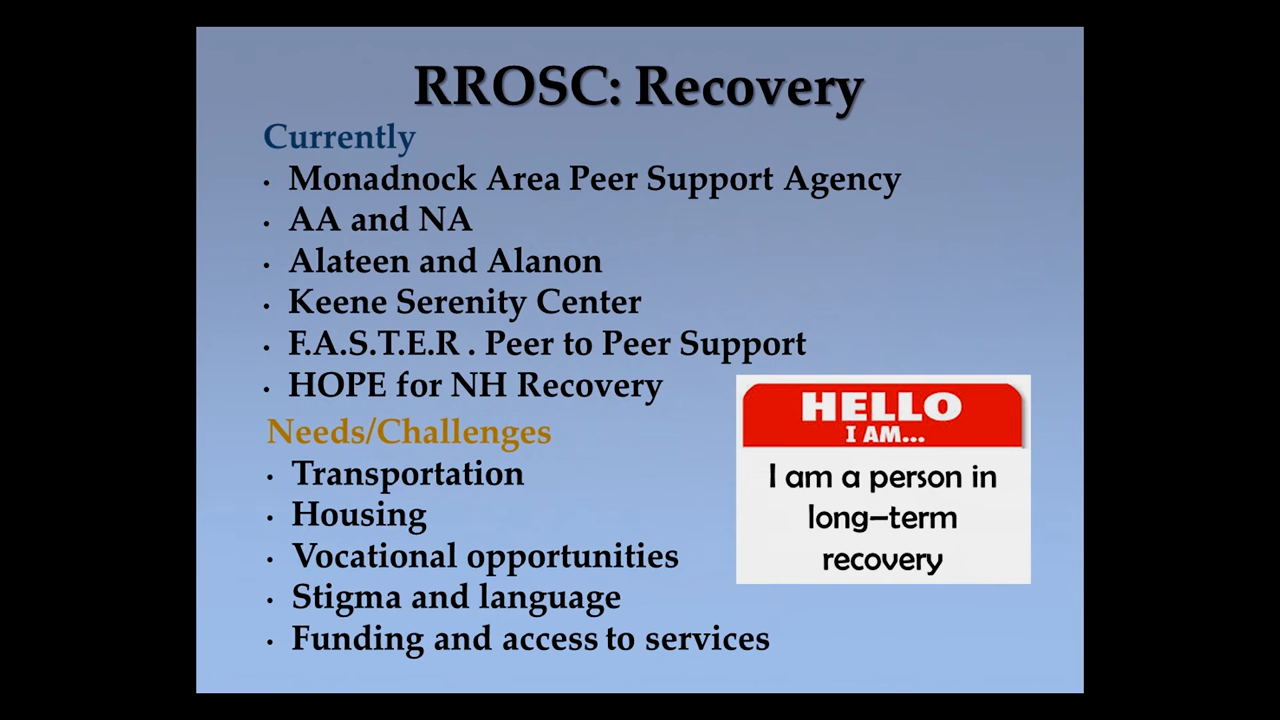 RROSC: Recovery
Currently
• Monadnock Area Peer Support Agency
• AA and NA
• Alateen and Alanon
• Keene Serenity Center
• F.A.S.T.E.R . Peer to Peer Support
• HOPE for NH Recovery
Needs/Challenges
• Transportation
• Housing
• Vocational opportunities
• Stigma and language
• Funding and access to services
HELLO
I AM...
I am a person in
long–term
recovery